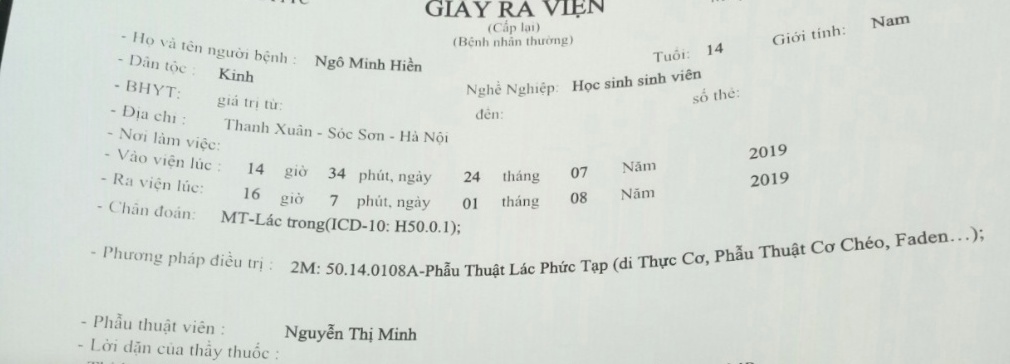 GIẤY RA VIỆN
(Cấp lại)
(Bệnh nhân thường)
- Họ và tên người bệnh : Ngô Minh Hiền Tuổi: 14 Giới tính: Nam
- Dân tộc : Kinh Nghề Nghiệp: Học sinh sinh viên
- BHYT: giá trị từ: đến: số thẻ:
- Địa chỉ : Thanh Xuân - Sóc Sơn - Hà Nội
- Nơi làm việc:
- Vào viện lúc : 14 giờ 34 phút, ngày 24 tháng 07 Năm 2019
- Ra viện lúc: 16 giờ 7 phút, ngày 01 tháng 08 Năm 2019
- Chẩn đoán: MT-Lác trong(ICD-10: H50.0.1);
- Phương pháp điều trị : 2M: 50.14.0108A-Phẫu Thuật Lác Phức Tạp (di Thực Cơ, Phẫu Thuật Cơ Chéo, Faden…);
- Phẫu thuật viên : Nguyễn Thị Minh
- Lời dặn của thầy thuốc :